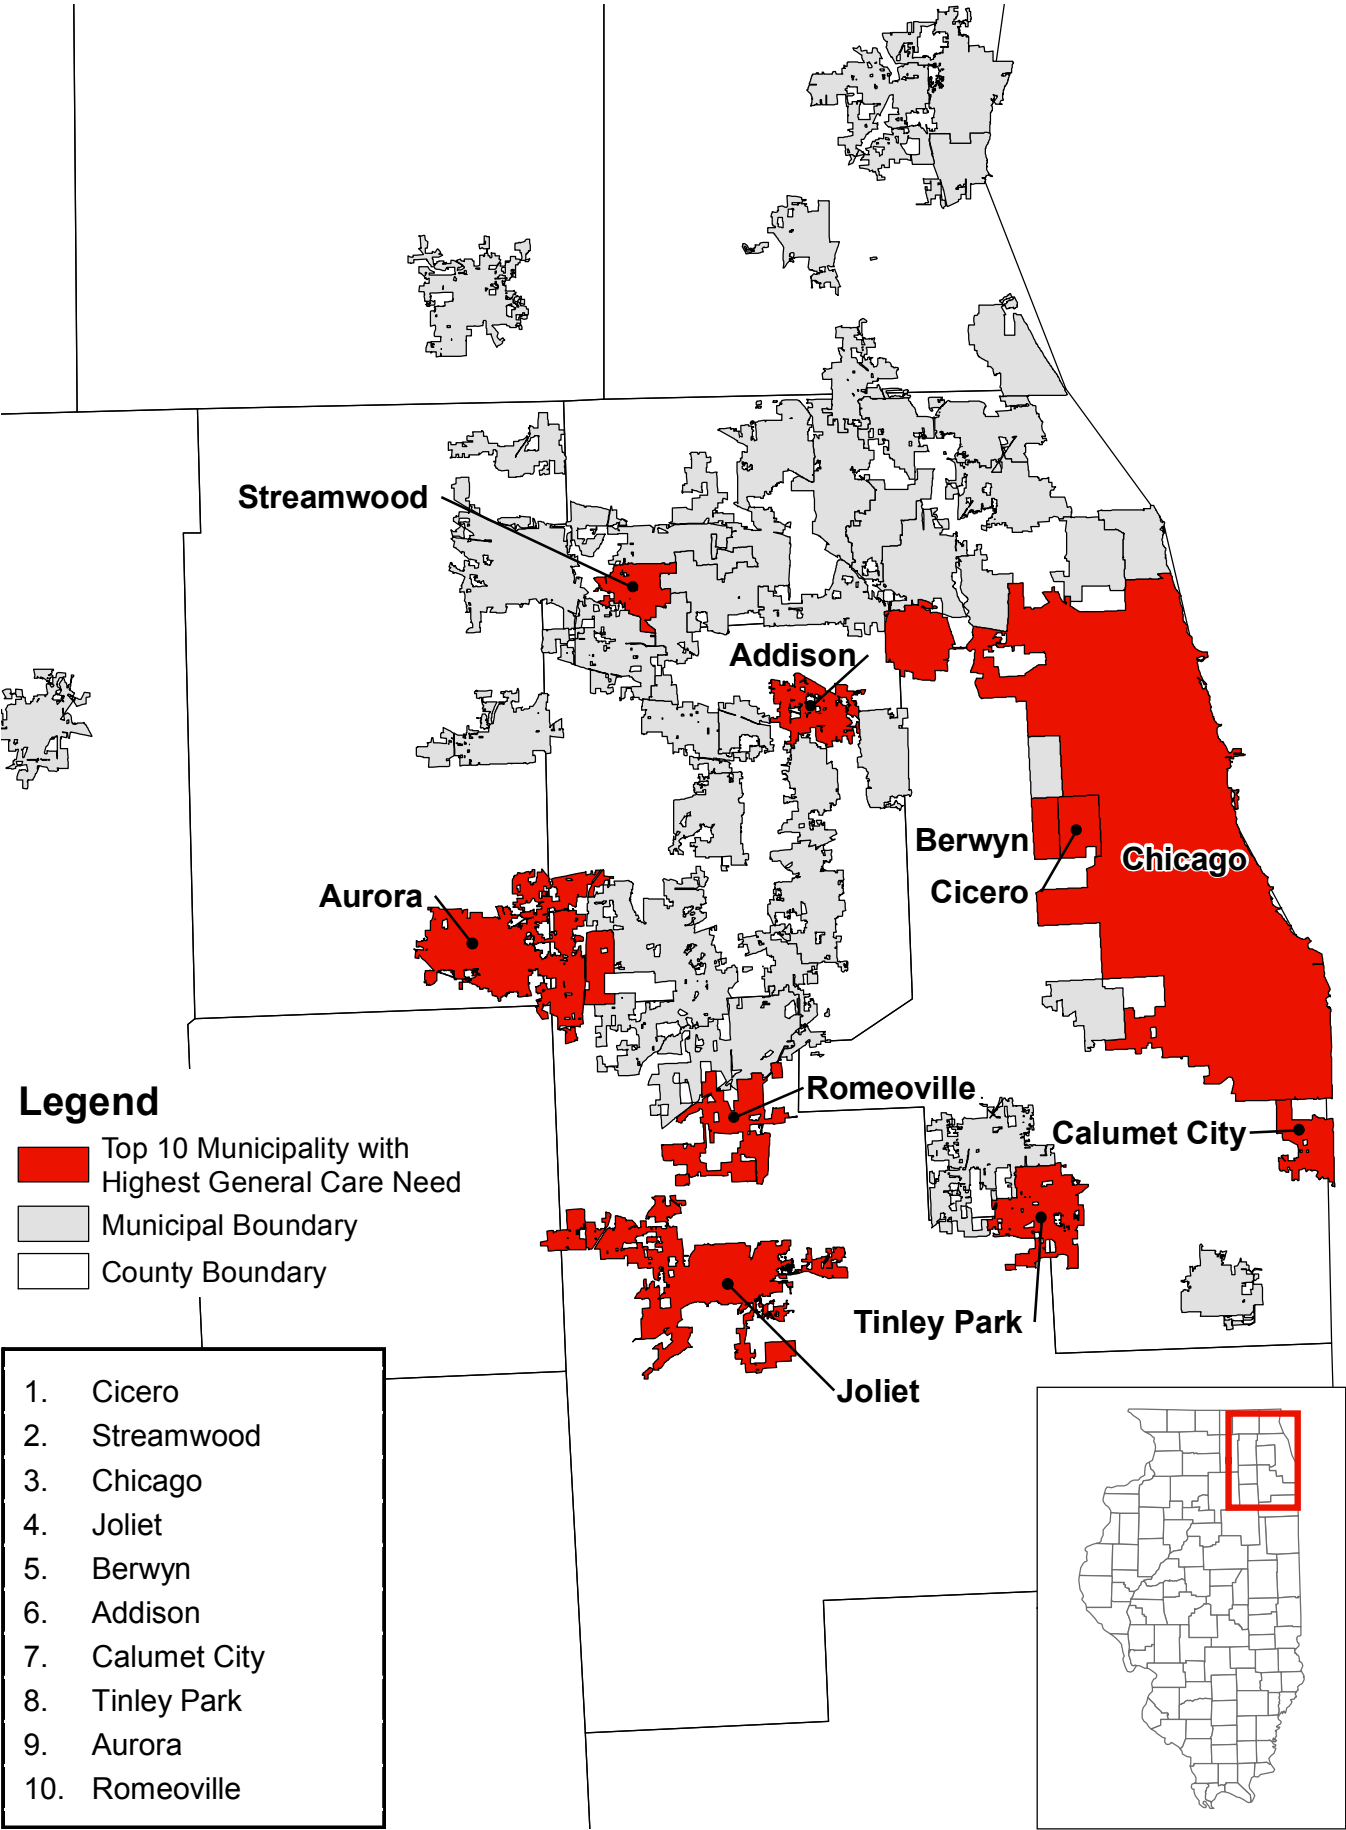 Streamwood
Addison
Berwyn
Chicago
Cicero
Aurora
Romeoville
Calumet City
Tinley Park
Joliet
Legend
Top 10 Municipality with
Highest General Care Need
Municipal Boundary
County Boundary
1. Cicero
2. Streamwood
3. Chicago
4. Joliet
5. Berwyn
6. Addison
7. Calumet City
8. Tinley Park
9. Aurora
10. Romeoville